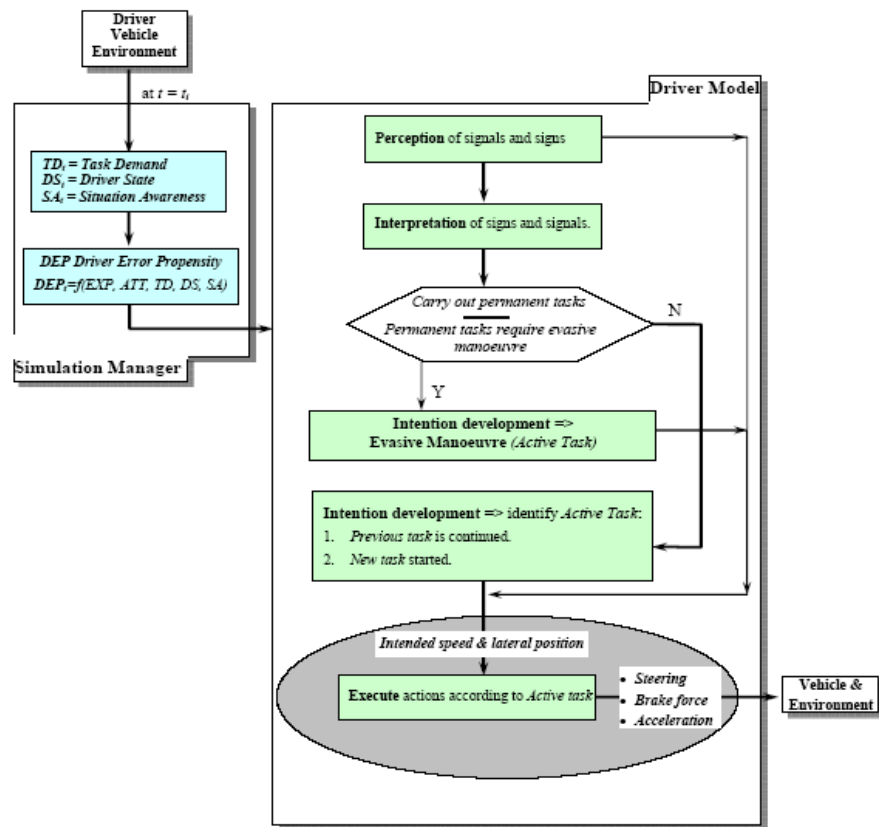 Driver
Vehicle
Environment
at t = tᵢ
TDₜ = Task Demand
DSₜ = Driver State
SAₜ = Situation Awareness
DEP Driver Error Propensity
DEPₜ=f(EXP, ATT, TD, DS, SA)
Simulation Manager
Driver Model
Perception of signals and signs
Interpretation of signs and signals.
Carry out permanent tasks
Permanent tasks require evasive
manoeuvre
N
Y
Intention development =>
Evasive Manoeuvre (Active Task)
Intention development => identify Active Task:
1. Previous task is continued.
2. New task started.
Intended speed & lateral position
Execute actions according to Active task
• Steering
• Brake force
• Acceleration
Vehicle &
Environment